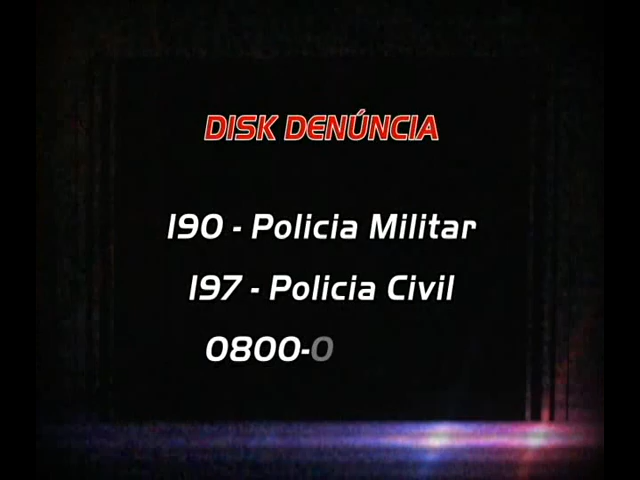 DISK DENÚNCIA
190 - Policia Militar
197 - Policia Civil
0800-0